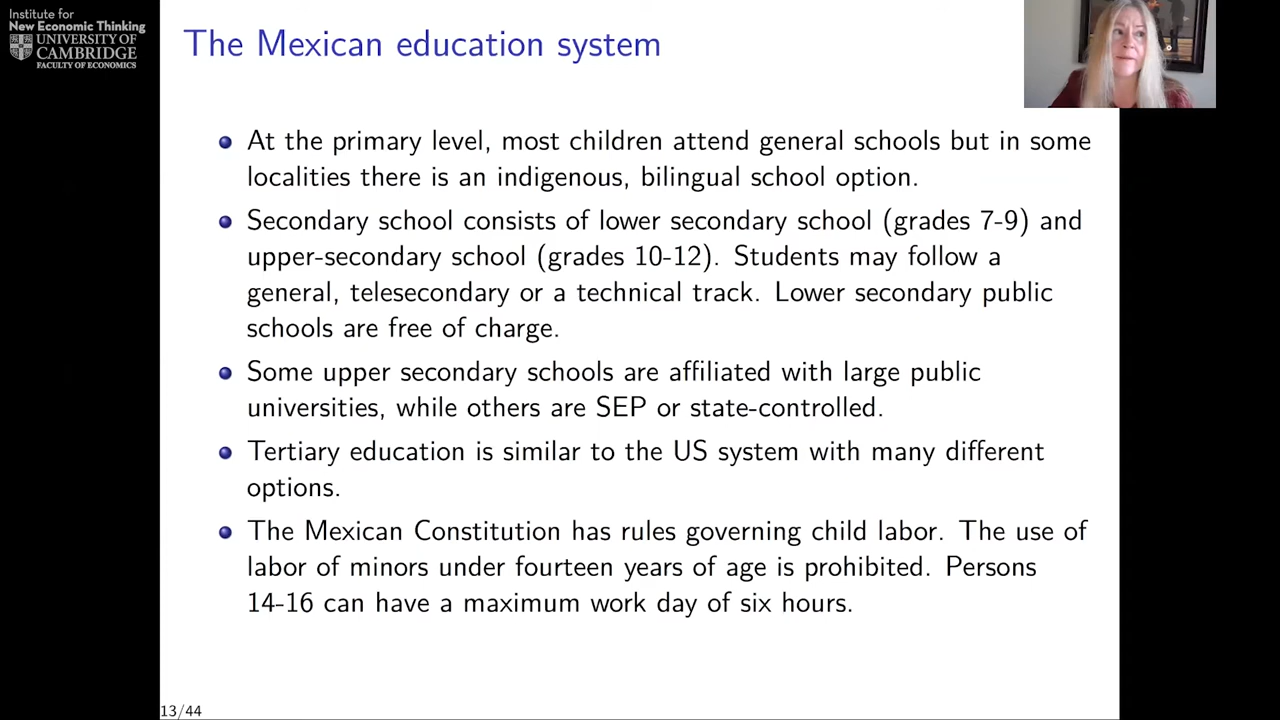 Institute for
New Economic Thinking
UNIVERSITY OF
CAMBRIDGE
FACULTY OF ECONOMICS
The Mexican education system
At the primary level, most children attend general schools but in some
localities there is an indigenous, bilingual school option.
Secondary school consists of lower secondary school (grades 7-9) and
upper-secondary school (grades 10-12). Students may follow a
general, telesecondary or a technical track. Lower secondary public
schools are free of charge.
Some upper secondary schools are affiliated with large public
universities, while others are SEP or state-controlled.
Tertiary education is similar to the US system with many different
options.
The Mexican Constitution has rules governing child labor. The use of
labor of minors under fourteen years of age is prohibited. Persons
14-16 can have a maximum work day of six hours.
13/44